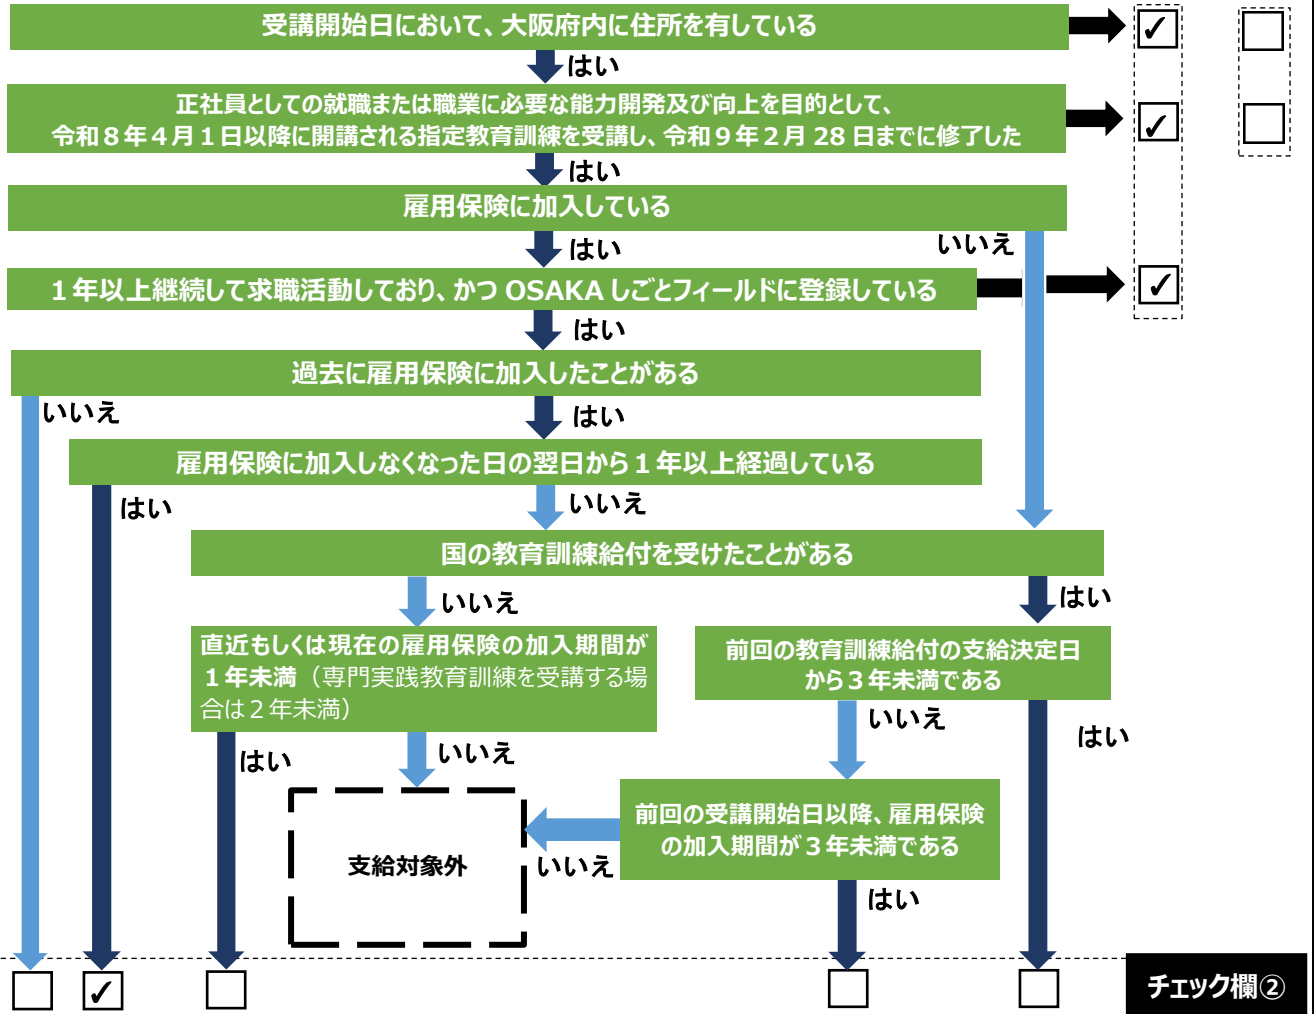 受講開始日において、大阪府内に住所を有している
はい
正社員としての就職または職業に必要な能力開発及び向上を目的として、
令和８年４月１日以降に開講される指定教育訓練を受講し、令和９年２月 28 日までに修了した
はい
雇用保険に加入している
はい
いいえ
１年以上継続して求職活動しており、かつ OSAKA しごとフィールドに登録している
はい
過去に雇用保険に加入したことがある
いいえ
はい
雇用保険に加入しなくなった日の翌日から１年以上経過している
はい
いいえ
国の教育訓練給付を受けたことがある
いいえ
はい
直近もしくは現在の雇用保険の加入期間が
１年未満（専門実践教育訓練を受講する場
合は２年未満）
前回の教育訓練給付の支給決定日
から３年未満である
はい
いいえ
いいえ
はい
前回の受講開始日以降、雇用保険
の加入期間が３年未満である
支給対象外
いいえ
はい
チェック欄②